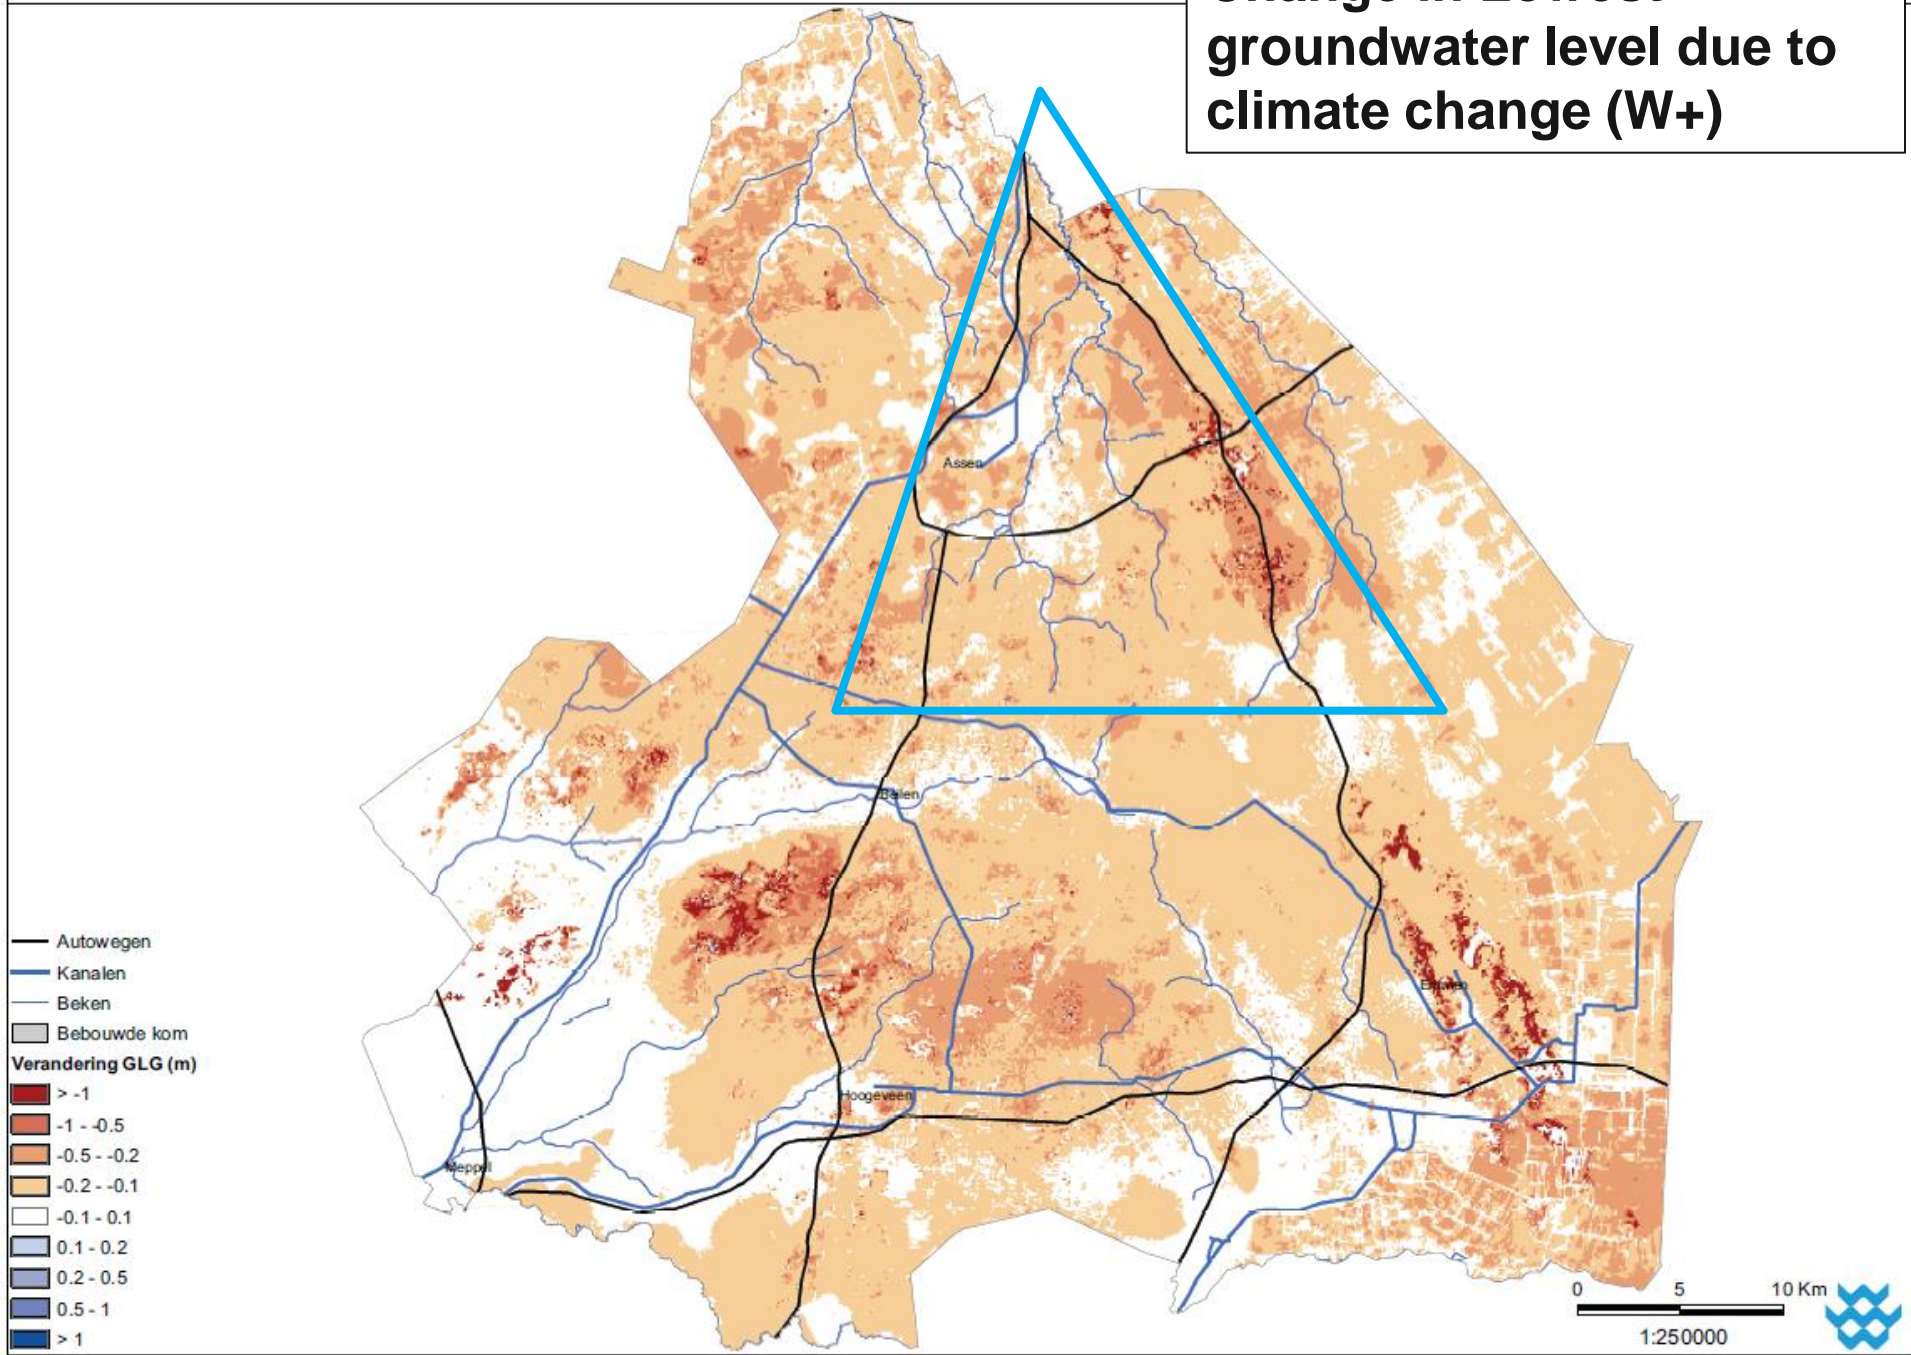 groundwater level due to
climate change (W+)
Assen
Beilen
Emmen
Hoogeveen
Meppel
Autowegen
Kanalen
Beken
Bebouwde kom
Verandering GLG (m)
> -1
-1 - -0.5
-0.5 - -0.2
-0.2 - -0.1
-0.1 - 0.1
0.1 - 0.2
0.2 - 0.5
0.5 - 1
> 1
0 5 10 Km
1:250000